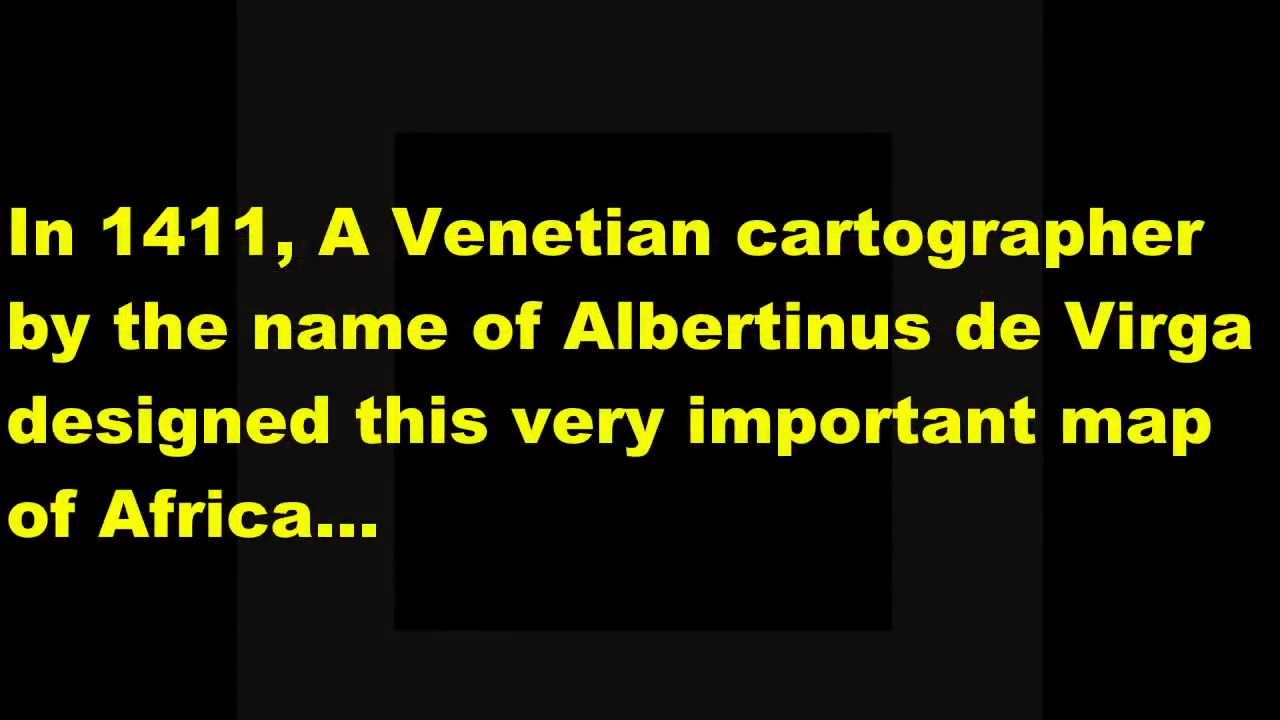 In 1411, A Venetian cartographer
by the name of Albertinus de Virga
designed this very important map
of Africa...